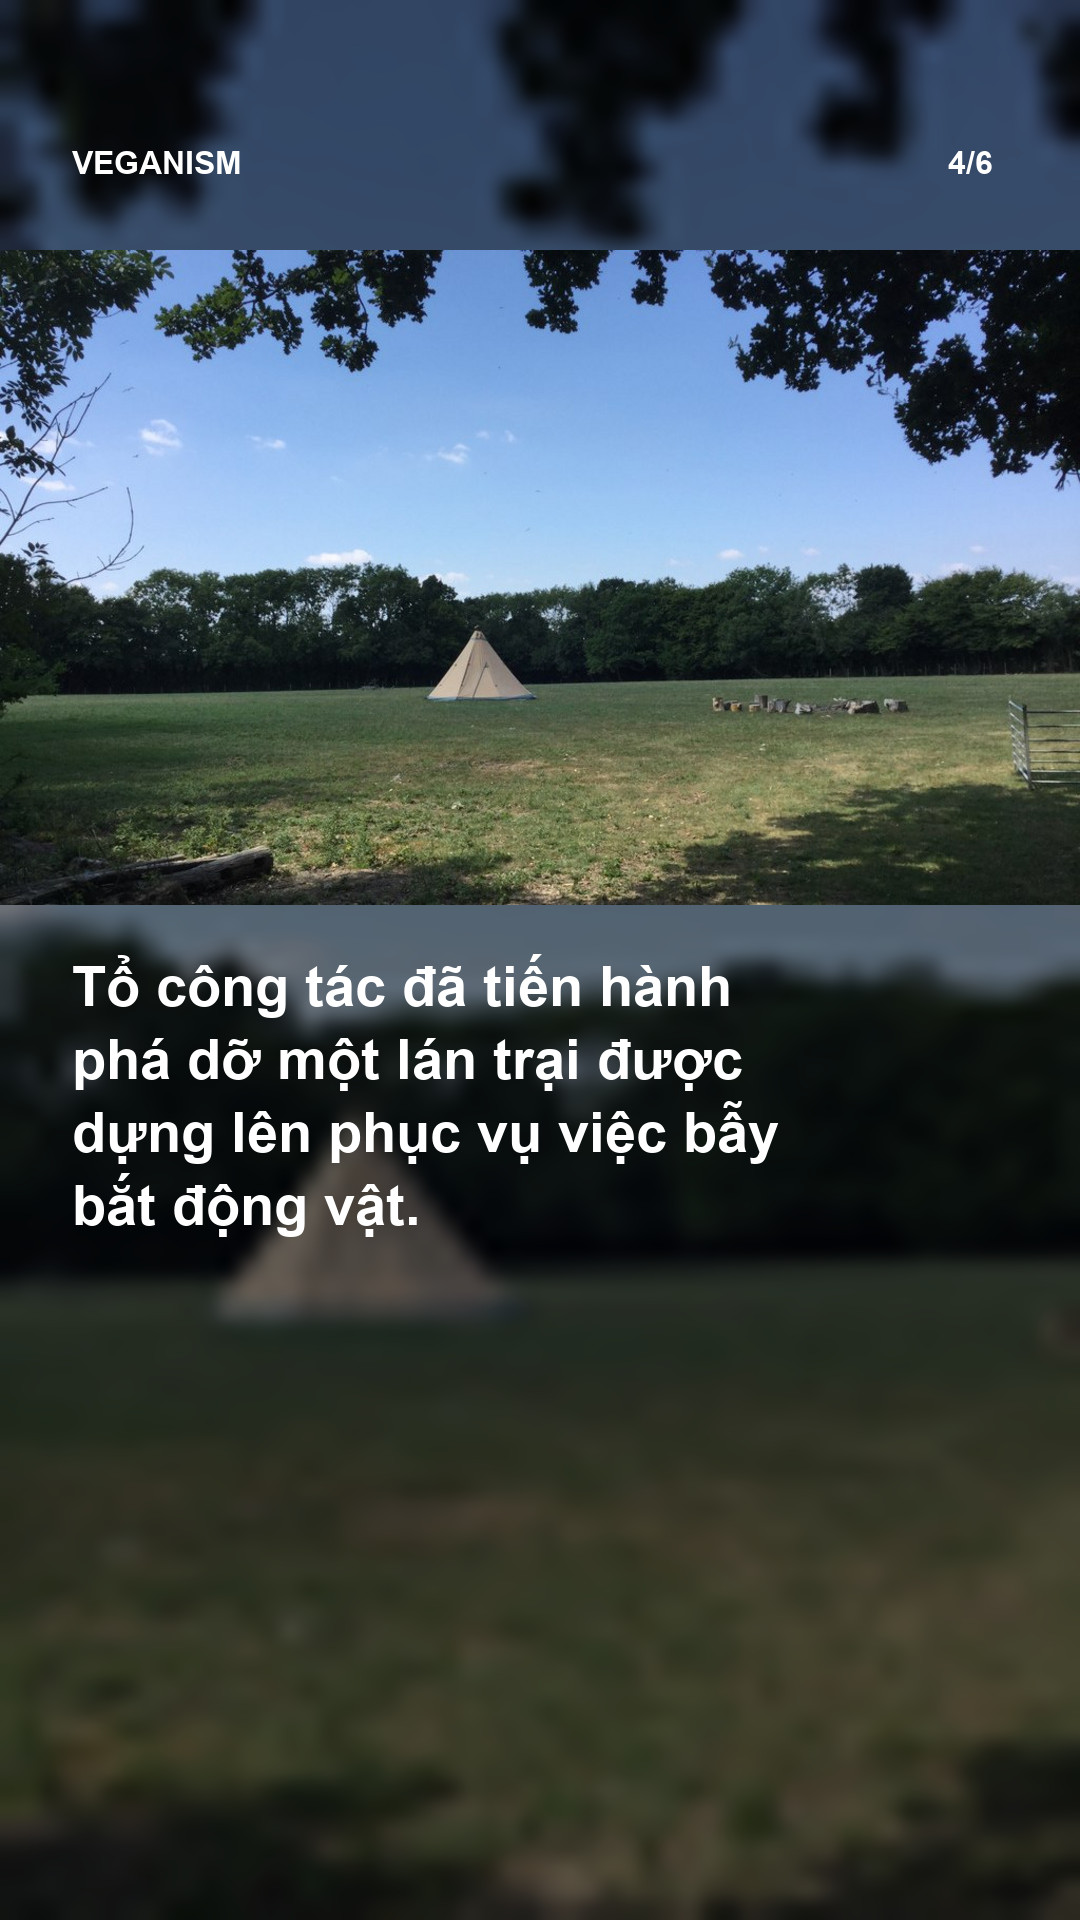 VEGANISM
4/6
Tổ công tác đã tiến hành
phá dỡ một lán trại được
dựng lên phục vụ việc bẫy
bắt động vật.